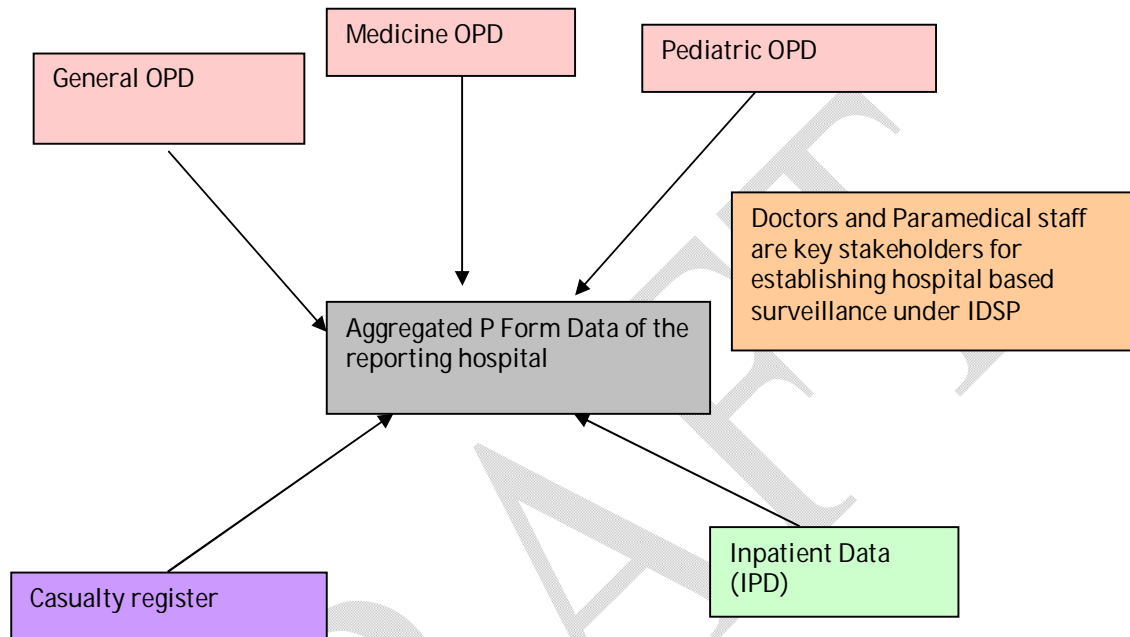 Medicine OPD
Pediatric OPD
General OPD
Doctors and Paramedical staff
are key stakeholders for
establishing hospital based
surveillance under IDSP
Aggregated P Form Data of the
reporting hospital
Inpatient Data
(IPD)
Casualty register
DRAFT